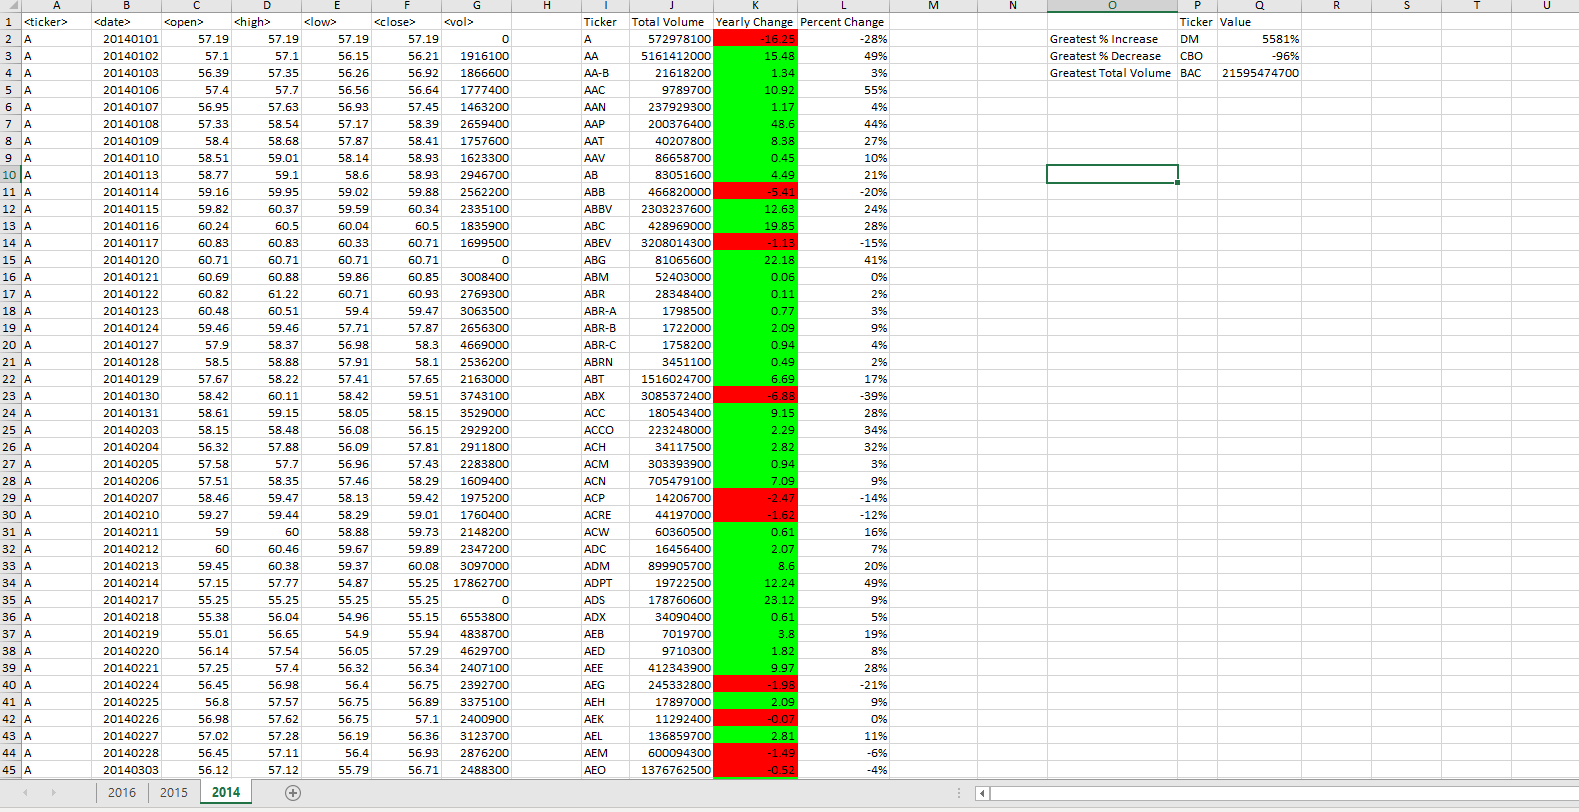 A B C D E F G H I J K L M N O P Q R S T U
1 <ticker> <date> <open> <high> <low> <close> <vol> Ticker Total Volume Yearly Change Percent Change Ticker Value
2 A 20140101 57.19 57.19 57.19 57.19 0 A 572978100 -16.25 -28% Greatest % Increase DM 5581%
3 A 20140102 57.1 57.1 56.15 56.21 1916100 AA 5161412000 15.48 49% Greatest % Decrease CBO -96%
4 A 20140103 56.39 57.35 56.26 56.92 1866600 AA-B 21618200 1.34 3% Greatest Total Volume BAC 21595474700
5 A 20140106 57.4 57.7 56.56 56.64 1777400 AAC 9789700 10.92 55%
6 A 20140107 56.95 57.63 56.93 57.45 1463200 AAN 237929300 1.17 4%
7 A 20140108 57.33 58.54 57.17 58.39 2659400 AAP 200376400 48.6 44%
8 A 20140109 58.4 58.68 57.87 58.41 1757600 AAT 40207800 8.38 27%
9 A 20140110 58.51 59.01 58.14 58.93 1623300 AAV 86658700 0.45 10%
10 A 20140113 58.77 59.1 58.6 58.93 2946700 AB 83051600 4.49 21%
11 A 20140114 59.16 59.95 59.02 59.88 2562200 ABB 466820000 -5.41 -20%
12 A 20140115 59.82 60.37 59.59 60.34 2335100 ABBV 2303237600 12.63 24%
13 A 20140116 60.24 60.5 60.04 60.5 1835900 ABC 428969000 19.85 28%
14 A 20140117 60.83 60.83 60.33 60.71 1699500 ABEV 3208014300 -1.13 -15%
15 A 20140120 60.71 60.71 60.71 60.71 0 ABG 81065600 22.18 41%
16 A 20140121 60.69 60.88 59.86 60.85 3008400 ABM 52403000 0.06 0%
17 A 20140122 60.82 61.22 60.71 60.93 2769300 ABR 28348400 0.11 2%
18 A 20140123 60.48 60.51 59.4 59.47 3063500 ABR-A 1798500 0.77 3%
19 A 20140124 59.46 59.46 57.71 57.87 2656300 ABR-B 1722000 2.09 9%
20 A 20140127 57.9 58.37 56.98 58.3 4669000 ABR-C 1758200 0.94 4%
21 A 20140128 58.5 58.88 57.91 58.1 2536200 ABRN 3451100 0.49 2%
22 A 20140129 57.67 58.22 57.41 57.65 2163000 ABT 1516024700 6.69 17%
23 A 20140130 58.42 60.11 58.42 59.51 3743100 ABX 3085372400 -6.88 -39%
24 A 20140131 58.61 59.15 58.05 58.15 3529000 ACC 180543400 9.15 28%
25 A 20140203 58.15 58.48 56.08 56.15 2929200 ACCO 223248000 2.29 34%
26 A 20140204 56.32 57.88 56.09 57.81 2911800 ACH 34117500 2.82 32%
27 A 20140205 57.58 57.7 56.96 57.43 2283800 ACM 303393900 0.94 3%
28 A 20140206 57.51 58.35 57.46 58.29 1609400 ACN 705479100 7.09 9%
29 A 20140207 58.46 59.47 58.13 59.42 1975200 ACP 14206700 -2.47 -14%
30 A 20140210 59.27 59.44 58.29 59.01 1760400 ACRE 44197000 -1.62 -12%
31 A 20140211 59 60 58.88 59.73 2148200 ACW 60360500 0.61 16%
32 A 20140212 60 60.46 59.67 59.89 2347200 ADC 16456400 2.07 7%
33 A 20140213 59.45 60.38 59.37 60.08 3097000 ADM 899905700 8.6 20%
34 A 20140214 57.15 57.77 54.87 55.25 17862700 ADPT 19722500 12.24 49%
35 A 20140217 55.25 55.25 55.25 55.25 0 ADS 178760600 23.12 9%
36 A 20140218 55.38 56.04 54.96 55.15 6553800 ADX 34090400 0.61 5%
37 A 20140219 55.01 56.65 54.9 55.94 4838700 AEB 7019700 3.8 19%
38 A 20140220 56.14 57.54 56.05 57.29 4629700 AED 9710300 1.82 8%
39 A 20140221 57.25 57.4 56.32 56.34 2407100 AEE 412343900 9.97 28%
40 A 20140224 56.45 56.98 56.4 56.75 2392700 AEG 245332800 -1.98 -21%
41 A 20140225 56.8 57.57 56.75 56.89 3375100 AEH 17897000 2.09 9%
42 A 20140226 56.98 57.62 56.75 57.1 2400900 AEK 11292400 -0.07 0%
43 A 20140227 57.02 57.28 56.19 56.36 3123700 AEL 136859700 2.81 11%
44 A 20140228 56.45 57.11 56.4 56.93 2876200 AEM 600094300 -1.49 -6%
45 A 20140303 56.12 57.12 55.79 56.71 2488300 AEO 1376762500 -0.52 -4%
2016 2015 2014